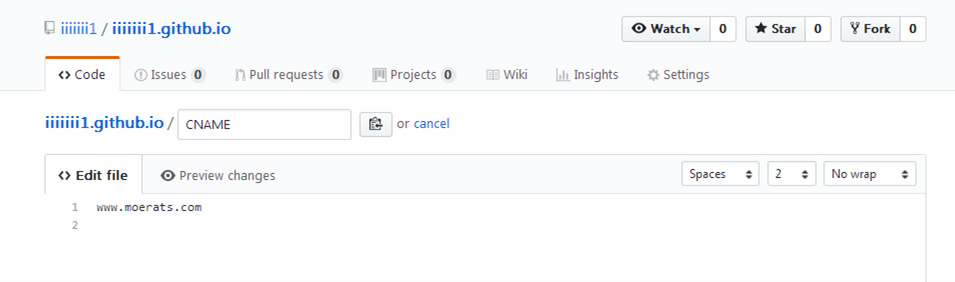 iiiiiii1 / iiiiiii1.github.io
Watch 0 Star 0 Fork 0
Code Issues 0 Pull requests 0 Projects 0 Wiki Insights Settings
iiiiiii1.github.io / CNAME or cancel
Edit file Preview changes Spaces 2 No wrap
1 www.moerats.com
2